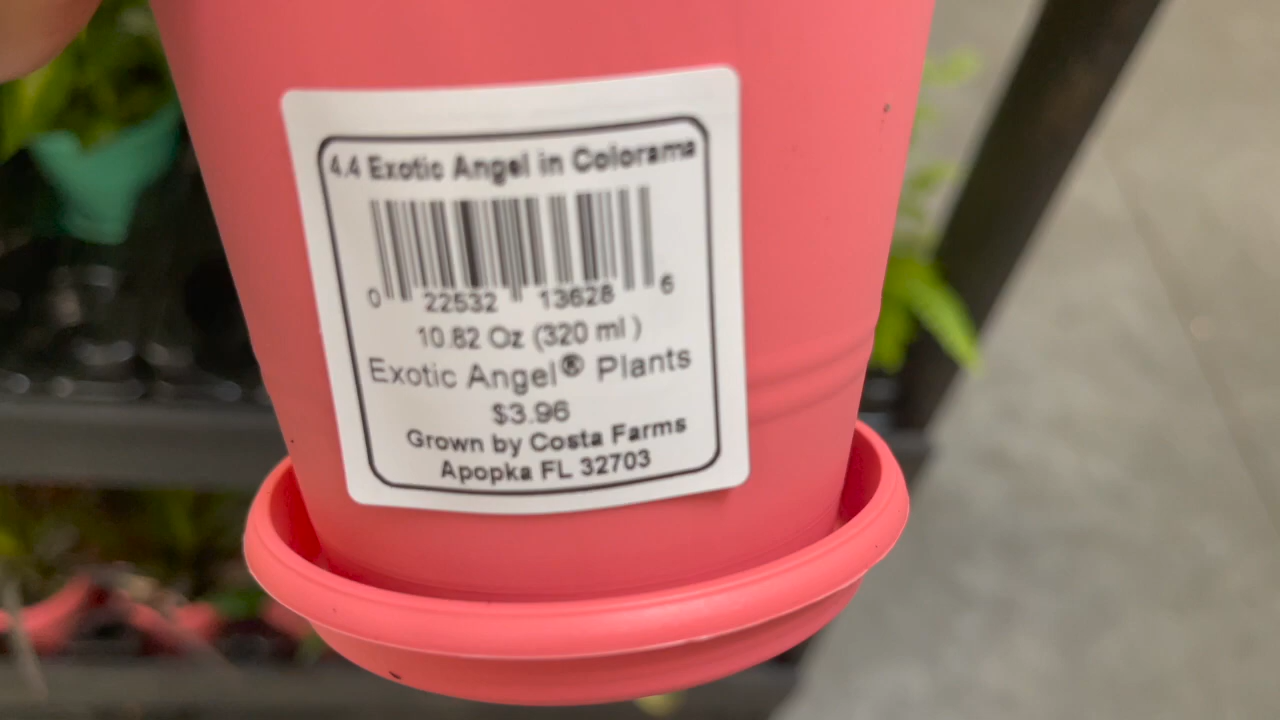 4.4 Exotic Angel in Colorama
0 22532 13628 6
10.82 Oz (320 ml )
Exotic Angel® Plants
$3.96
Grown by Costa Farms
Apopka FL 32703